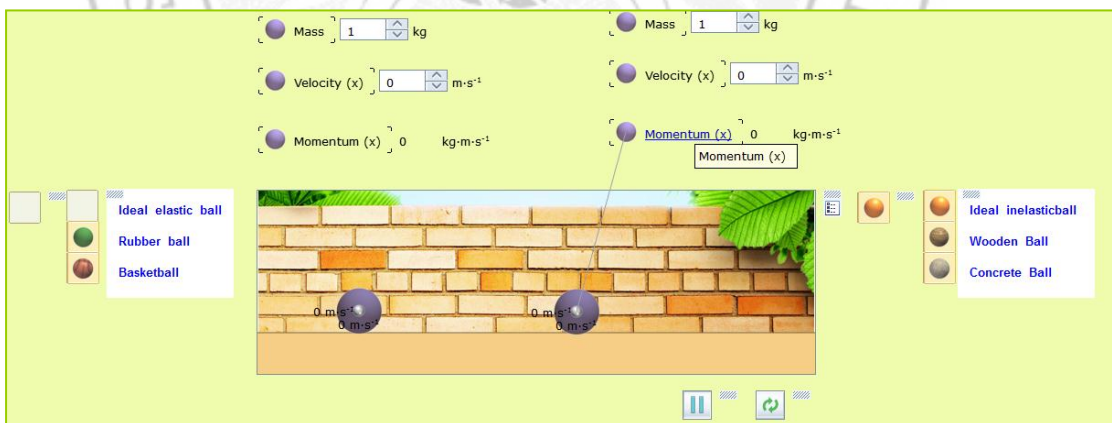 Mass 1 kg
Mass 1 kg
Velocity (x) 0 m·s⁻¹
Velocity (x) 0 m·s⁻¹
Momentum (x) 0 kg·m·s⁻¹
Momentum (x) 0 kg·m·s⁻¹
Momentum (x)
Ideal elastic ball
Rubber ball
Basketball
0 m·s⁻¹
0 m·s⁻¹
0 m·s⁻¹
0 m·s⁻¹
Ideal inelasticball
Wooden Ball
Concrete Ball